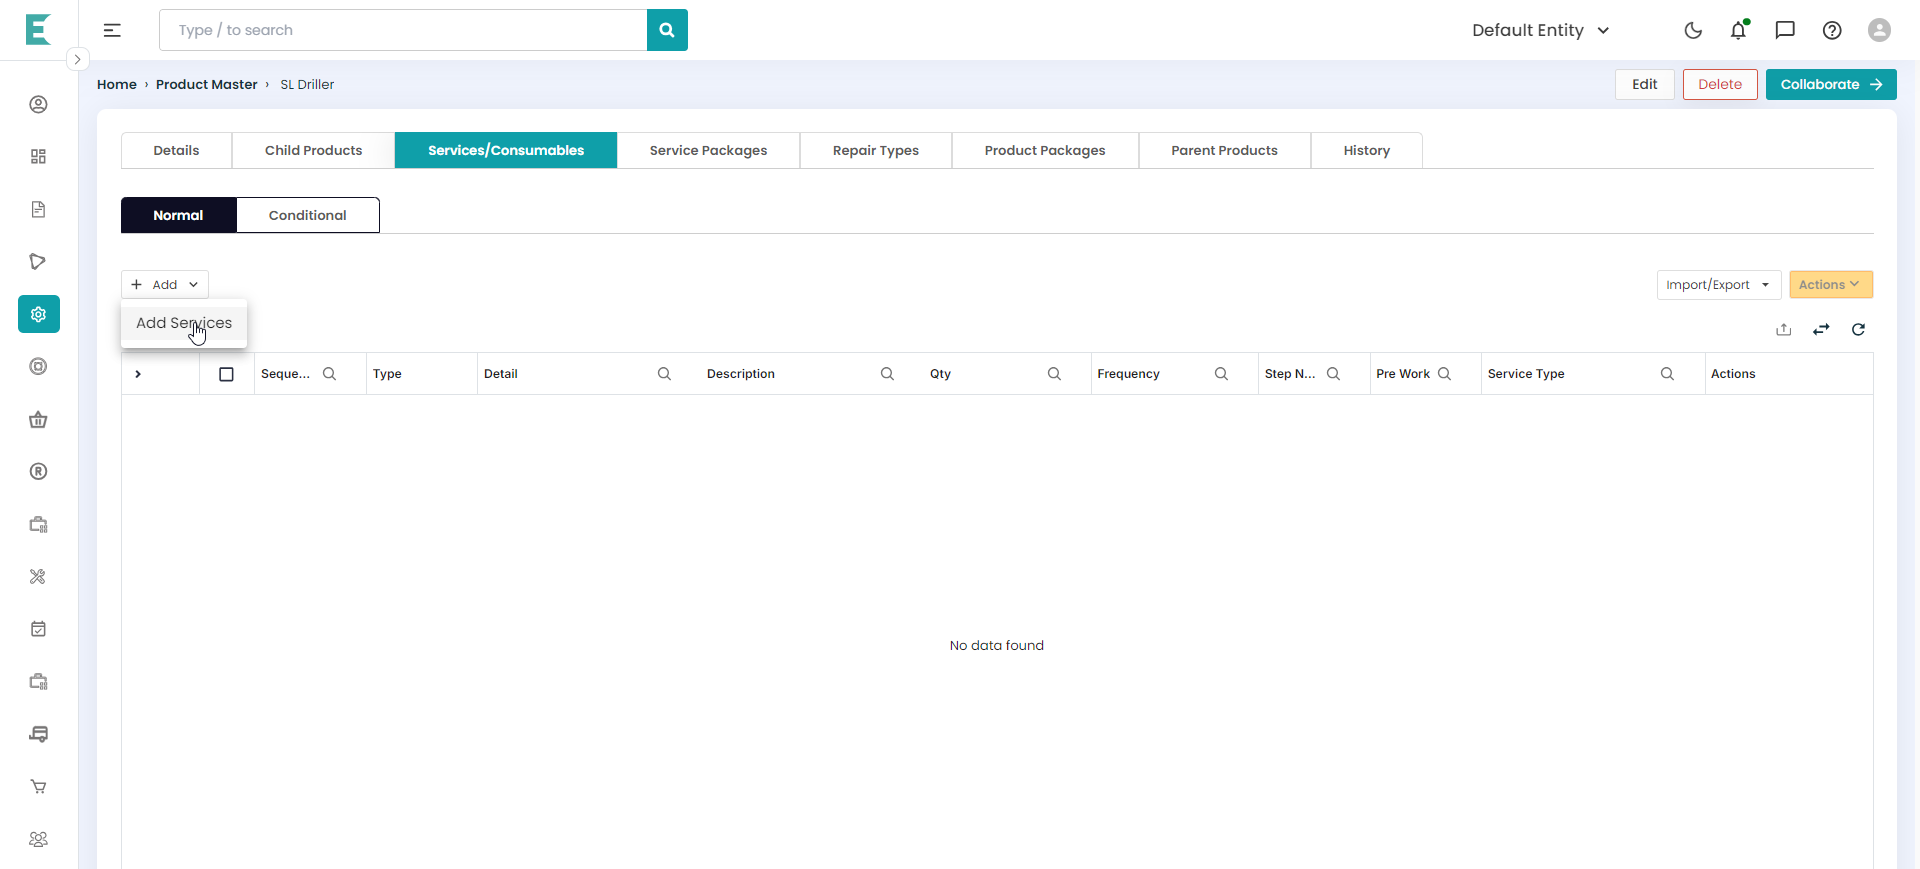 Type / to search
Default Entity
Home › Product Master › SL Driller
Edit
Delete
Collaborate
Details
Child Products
Services/Consumables
Service Packages
Repair Types
Product Packages
Parent Products
History
Normal
Conditional
Add
Import/Export
Actions
Add Services
Seque...
Type
Detail
Description
Qty
Frequency
Step N...
Pre Work
Service Type
Actions
No data found